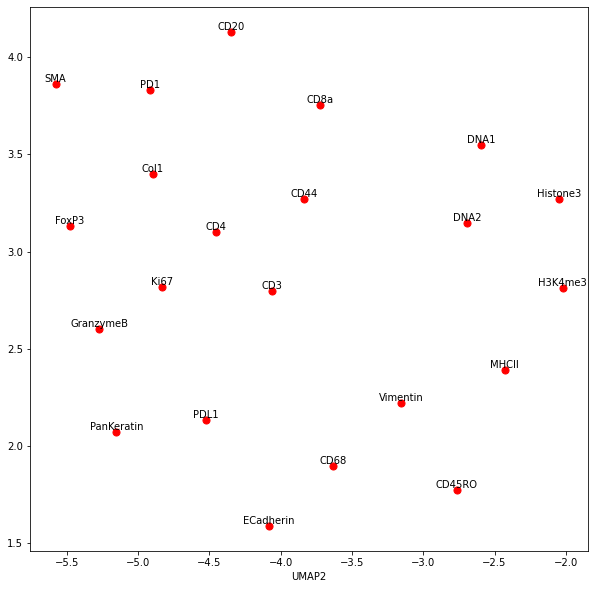 CD20
4.0
SMA
PD1
CD8a
3.5
DNA1
Col1
CD44
Histone3
FoxP3
CD4
DNA2
3.0
Ki67
CD3
H3K4me3
GranzymeB
2.5
MHCII
Vimentin
PDL1
PanKeratin
2.0
CD68
CD45RO
ECadherin
1.5
−5.5 −5.0 −4.5 −4.0 −3.5 −3.0 −2.5 −2.0
UMAP2